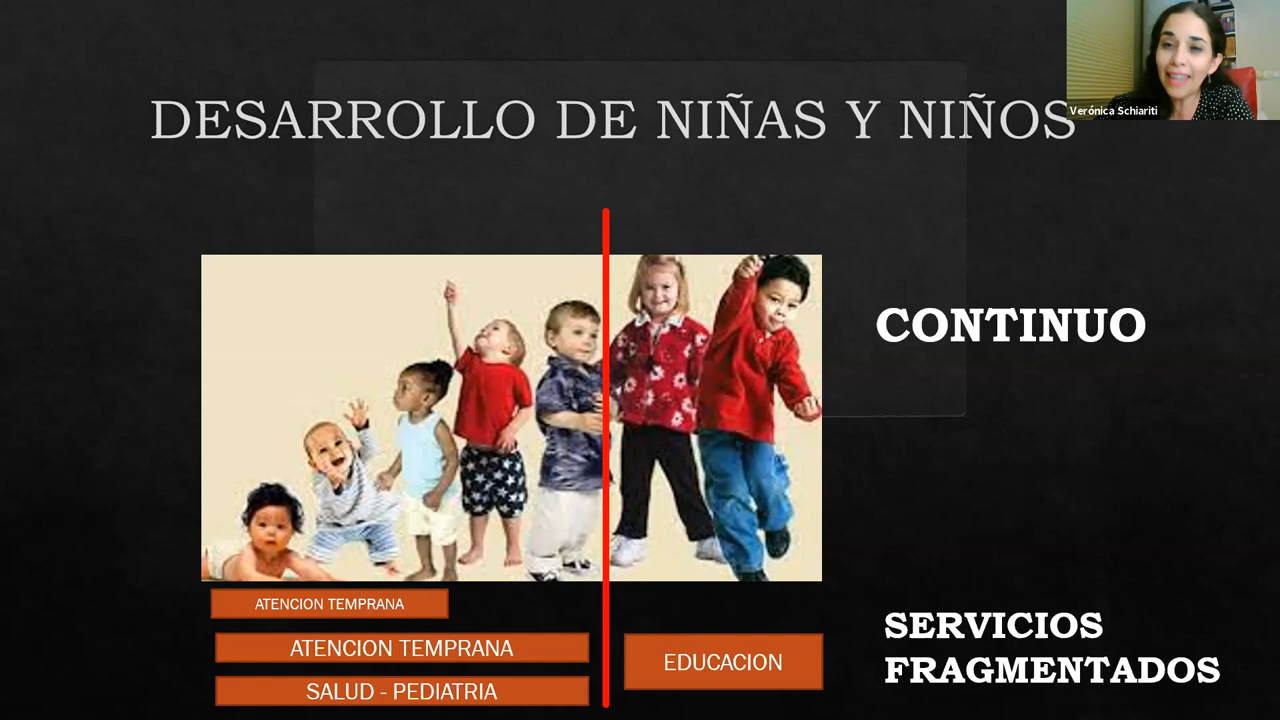 Verónica Schiariti
DESARROLLO DE NIÑAS Y NIÑOS
CONTINUO
ATENCION TEMPRANA
ATENCION TEMPRANA
SALUD - PEDIATRIA
EDUCACION
SERVICIOS
FRAGMENTADOS